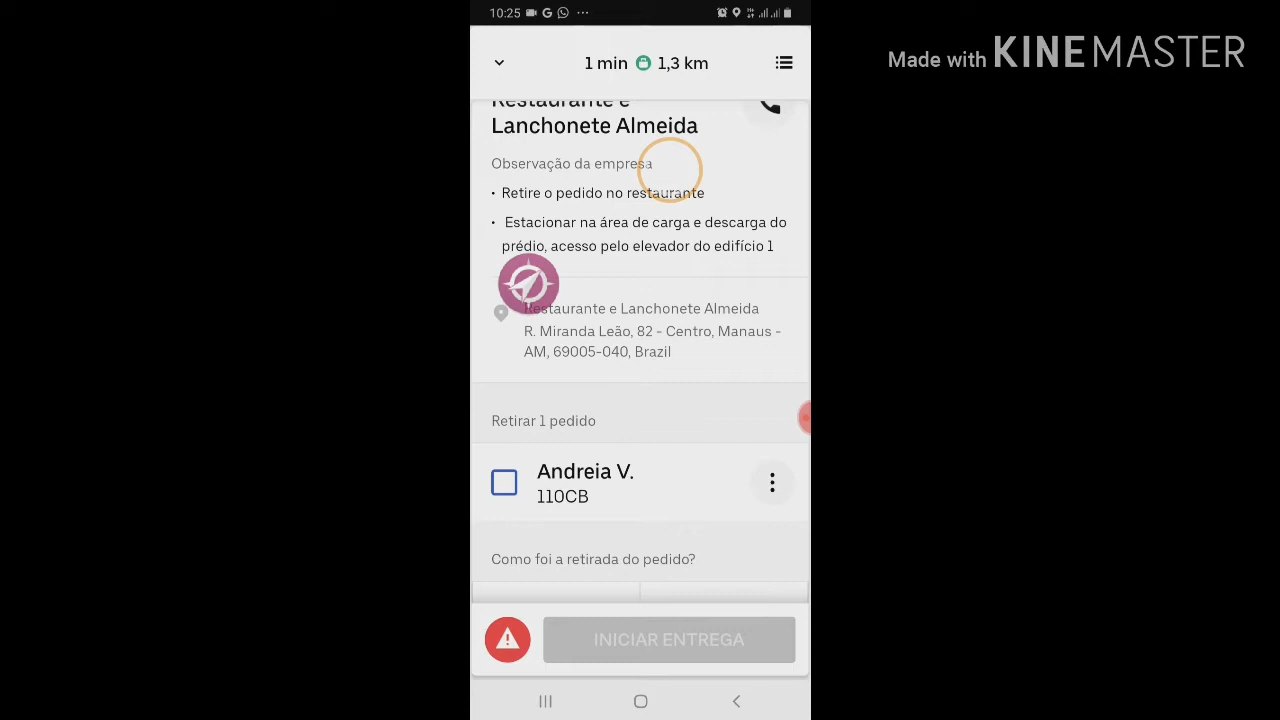 10:25
Made with KINEMASTER
1 min 1,3 km
Restaurante e
Lanchonete Almeida
Observação da empresa
• Retire o pedido no restaurante
• Estacionar na área de carga e descarga do
prédio, acesso pelo elevador do edifício 1
Restaurante e Lanchonete Almeida
R. Miranda Leão, 82 - Centro, Manaus -
AM, 69005-040, Brazil
Retirar 1 pedido
Andreia V.
110CB
Como foi a retirada do pedido?
INICIAR ENTREGA